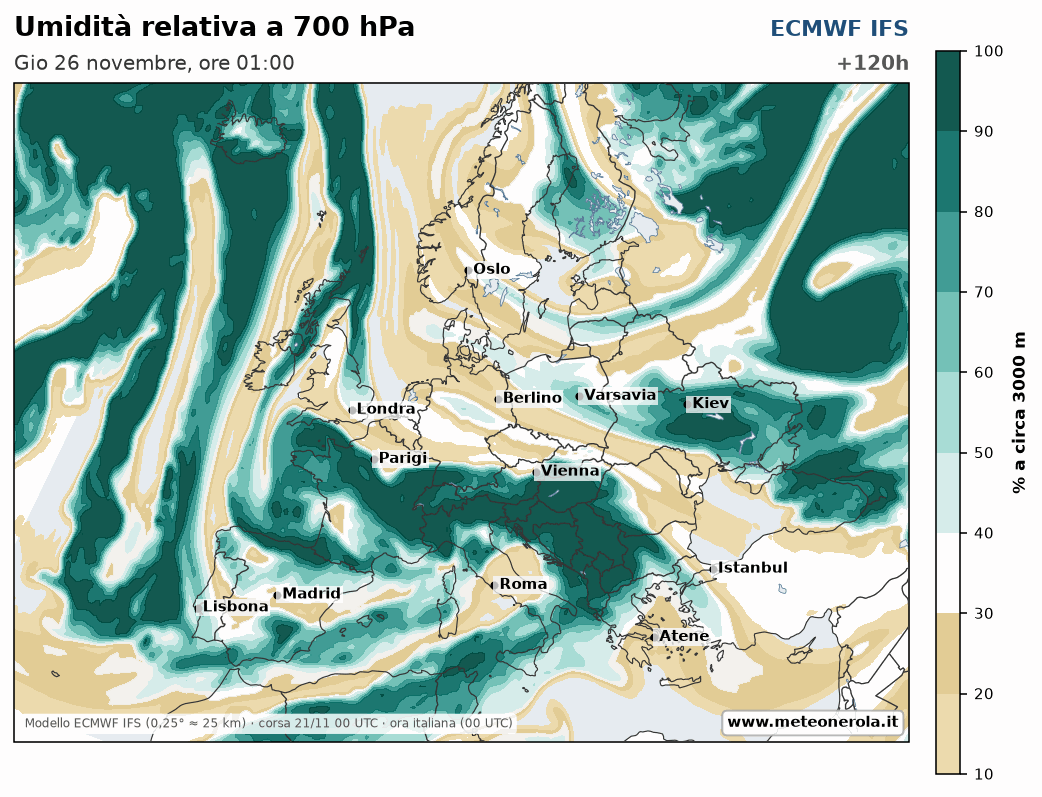 Umidità relativa a 700 hPa
ECMWF IFS
Gio 26 novembre, ore 01:00
+120h
100
90
80
70
60
50
40
30
20
10
% a circa 3000 m
Oslo
Berlino
Varsavia
Kiev
Londra
Parigi
Vienna
Istanbul
Roma
Madrid
Lisbona
Atene
Modello ECMWF IFS (0,25° ≈ 25 km) · corsa 21/11 00 UTC · ora italiana (00 UTC)
www.meteonerola.it